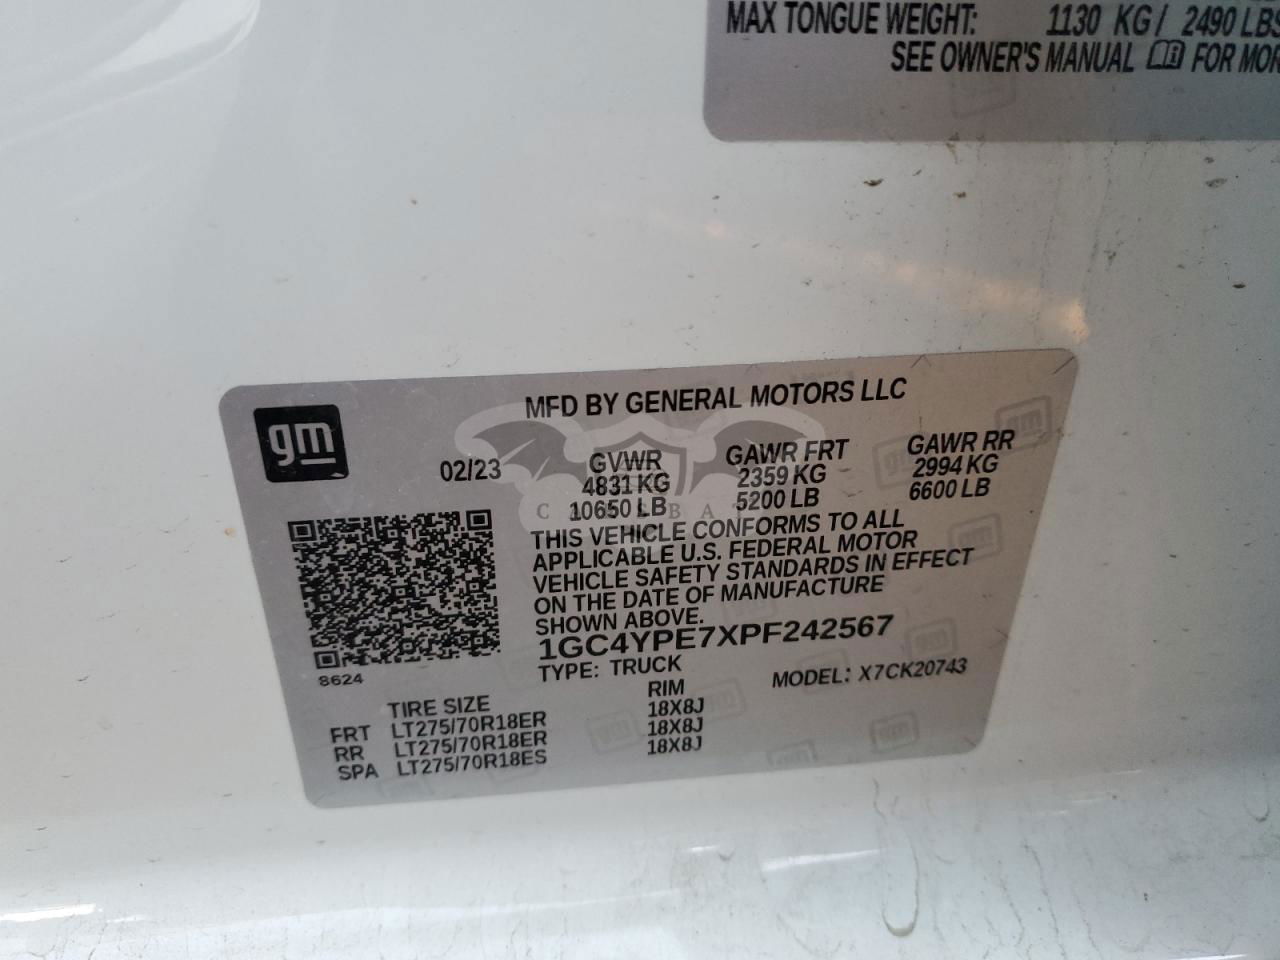 MAX TONGUE WEIGHT: 1130 KG / 2490 LBS
SEE OWNER'S MANUAL FOR MOR
gm
MFD BY GENERAL MOTORS LLC
02/23
GVWR GAWR FRT GAWR RR
4831 KG 2359 KG 2994 KG
10650 LB 5200 LB 6600 LB
THIS VEHICLE CONFORMS TO ALL
APPLICABLE U.S. FEDERAL MOTOR
VEHICLE SAFETY STANDARDS IN EFFECT
ON THE DATE OF MANUFACTURE
SHOWN ABOVE.
1GC4YPE7XPF242567
TYPE: TRUCK MODEL: X7CK20743
8624
TIRE SIZE RIM
FRT LT275/70R18ER 18X8J
RR LT275/70R18ER 18X8J
SPA LT275/70R18ES 18X8J